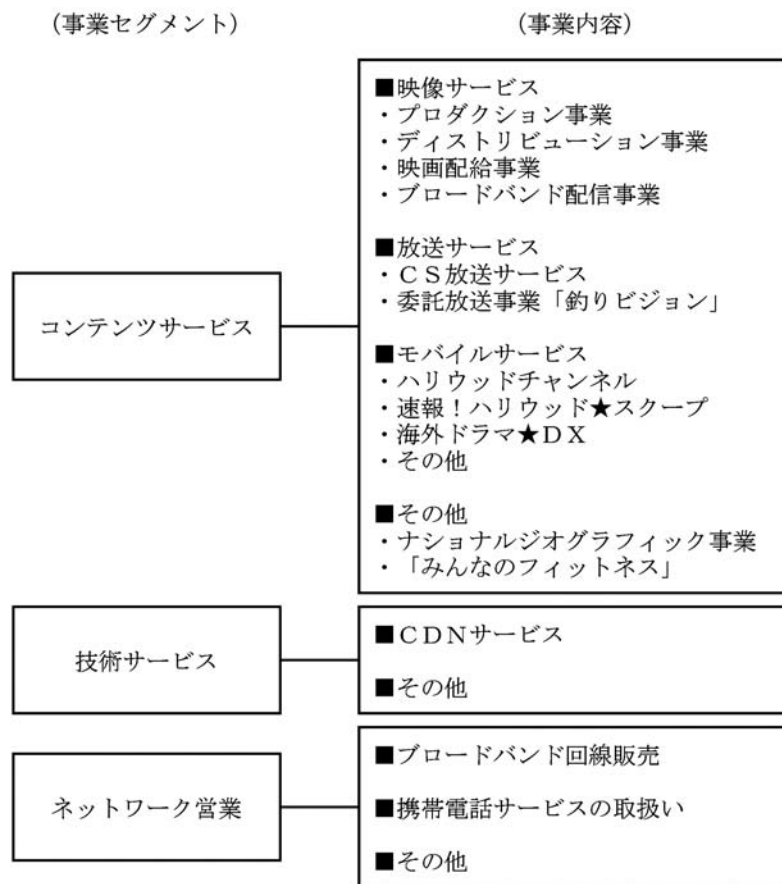 （事業セグメント）
（事業内容）
コンテンツサービス
■映像サービス
・プロダクション事業
・ディストリビューション事業
・映画配給事業
・ブロードバンド配信事業
■放送サービス
・ＣＳ放送サービス
・委託放送事業「釣りビジョン」
■モバイルサービス
・ハリウッドチャンネル
・速報！ハリウッド★スクープ
・海外ドラマ★ＤＸ
・その他
■その他
・ナショナルジオグラフィック事業
・「みんなのフィットネス」
技術サービス
■ＣＤＮサービス
■その他
ネットワーク営業
■ブロードバンド回線販売
■携帯電話サービスの取扱い
■その他